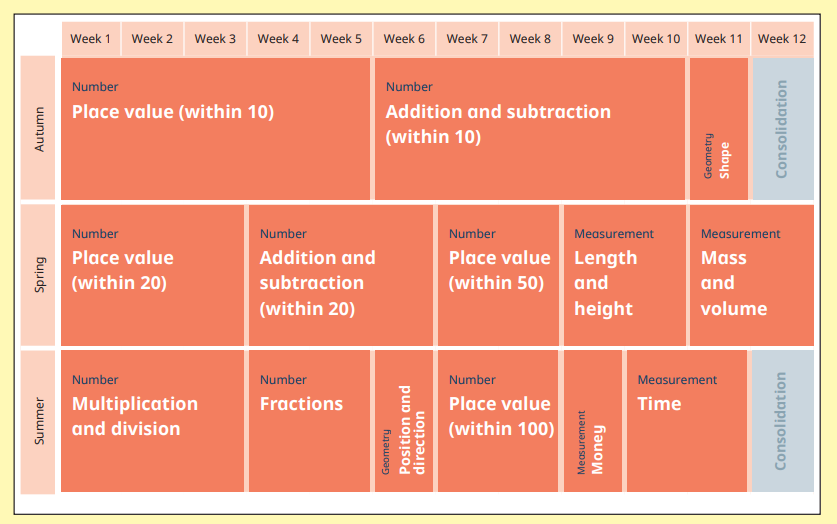 Week 1 Week 2 Week 3 Week 4 Week 5 Week 6 Week 7 Week 8 Week 9 Week 10 Week 11 Week 12
Autumn
Number
Place value (within 10)
Number
Addition and subtraction
(within 10)
Geometry
Shape
Consolidation
Spring
Number
Place value
(within 20)
Number
Addition and
subtraction
(within 20)
Number
Place value
(within 50)
Measurement
Length
and
height
Measurement
Mass
and
volume
Summer
Number
Multiplication
and division
Number
Fractions
Geometry
Position and
direction
Number
Place value
(within 100)
Measurement
Money
Measurement
Time
Consolidation